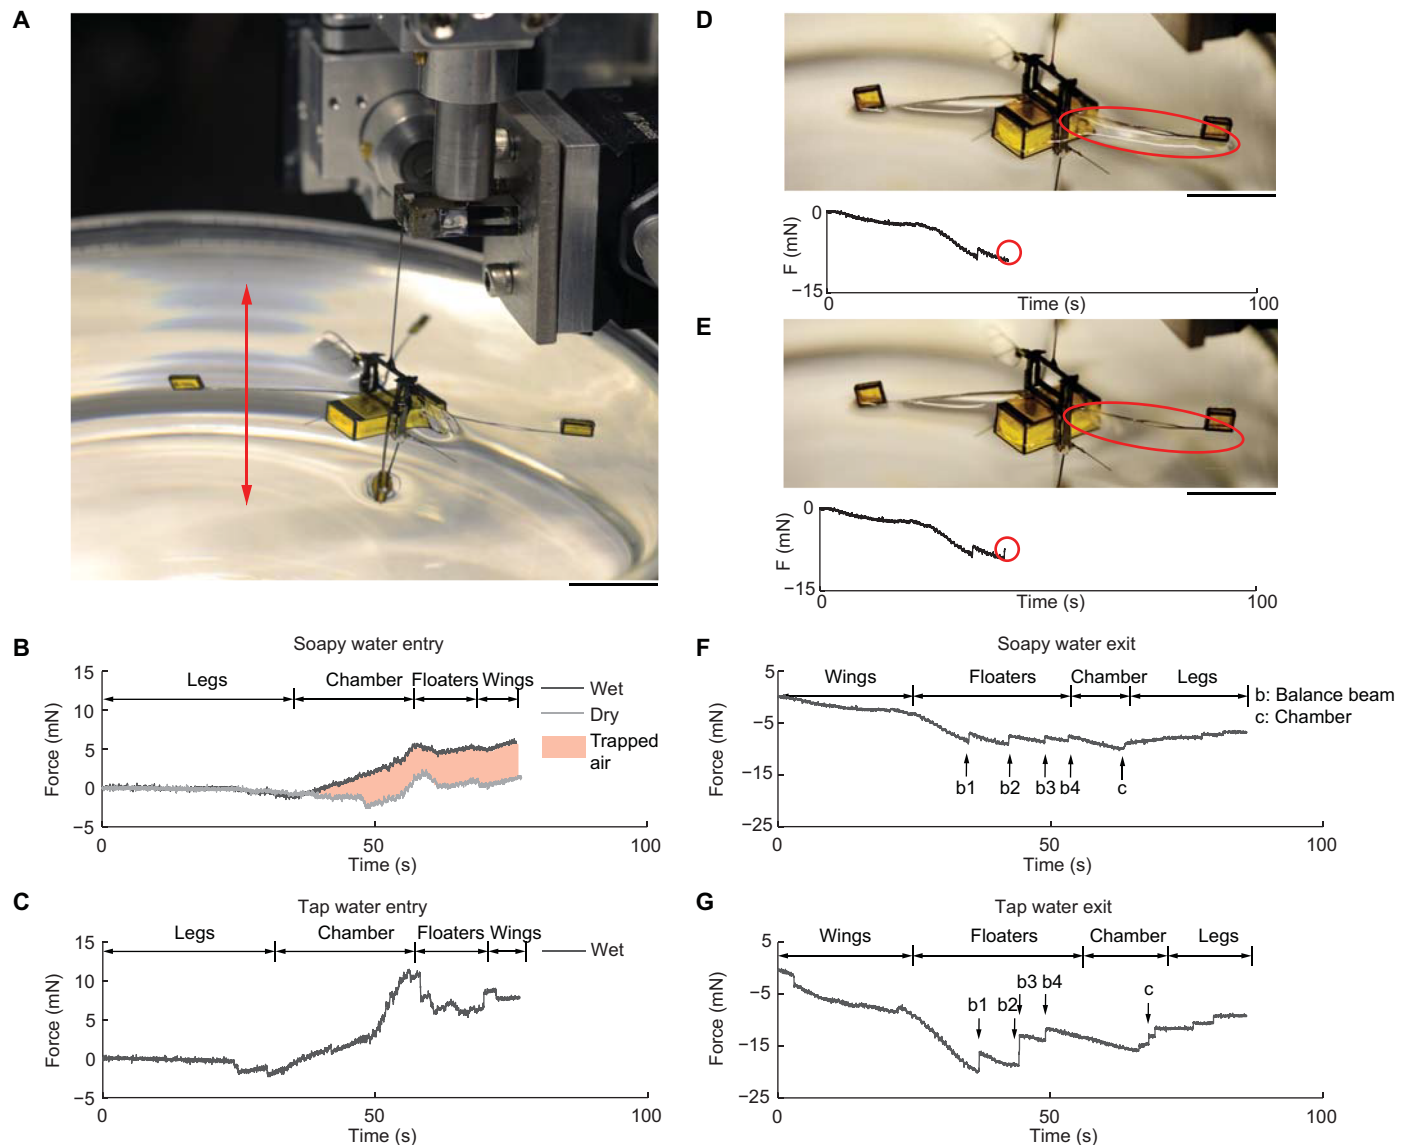 A
D
0
−15
F (mN)
0
Time (s)
100
E
0
−15
F (mN)
0
Time (s)
100
B
Soapy water entry
Legs
Chamber
Floaters
Wings
Wet
Dry
Trapped
air
15
10
5
0
−5
Force (mN)
0
50
100
Time (s)
F
Soapy water exit
Wings
Floaters
Chamber
Legs
b: Balance beam
c: Chamber
5
−5
−15
−25
Force (mN)
b1
b2
b3
b4
c
0
50
100
Time (s)
C
Tap water entry
Legs
Chamber
Floaters
Wings
Wet
15
10
5
0
−5
Force (mN)
0
50
100
Time (s)
G
Tap water exit
Wings
Floaters
Chamber
Legs
5
−5
−15
−25
Force (mN)
b1
b2
b3
b4
c
0
50
100
Time (s)